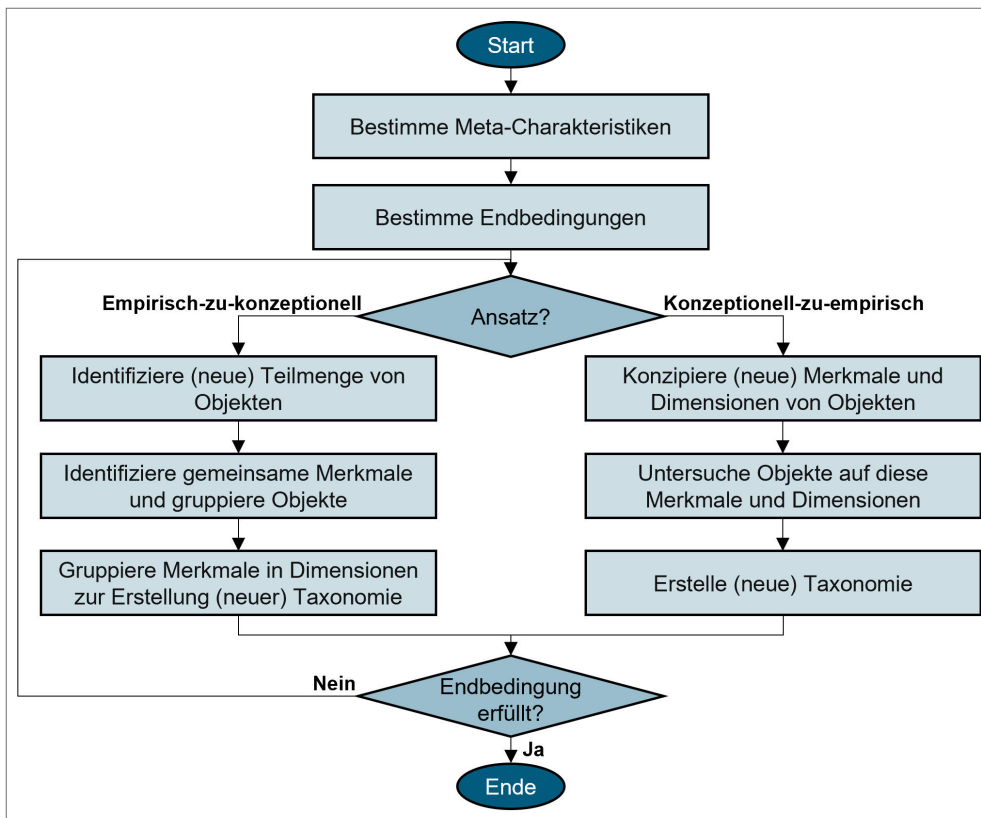 Start
Bestimme Meta-Charakteristiken
Bestimme Endbedingungen
Ansatz?
Empirisch-zu-konzeptionell
Konzeptionell-zu-empirisch
Identifiziere (neue) Teilmenge von
Objekten
Identifiziere gemeinsame Merkmale
und gruppiere Objekte
Gruppiere Merkmale in Dimensionen
zur Erstellung (neuer) Taxonomie
Konzipiere (neue) Merkmale und
Dimensionen von Objekten
Untersuche Objekte auf diese
Merkmale und Dimensionen
Erstelle (neue) Taxonomie
Nein
Endbedingung
erfüllt?
Ja
Ende